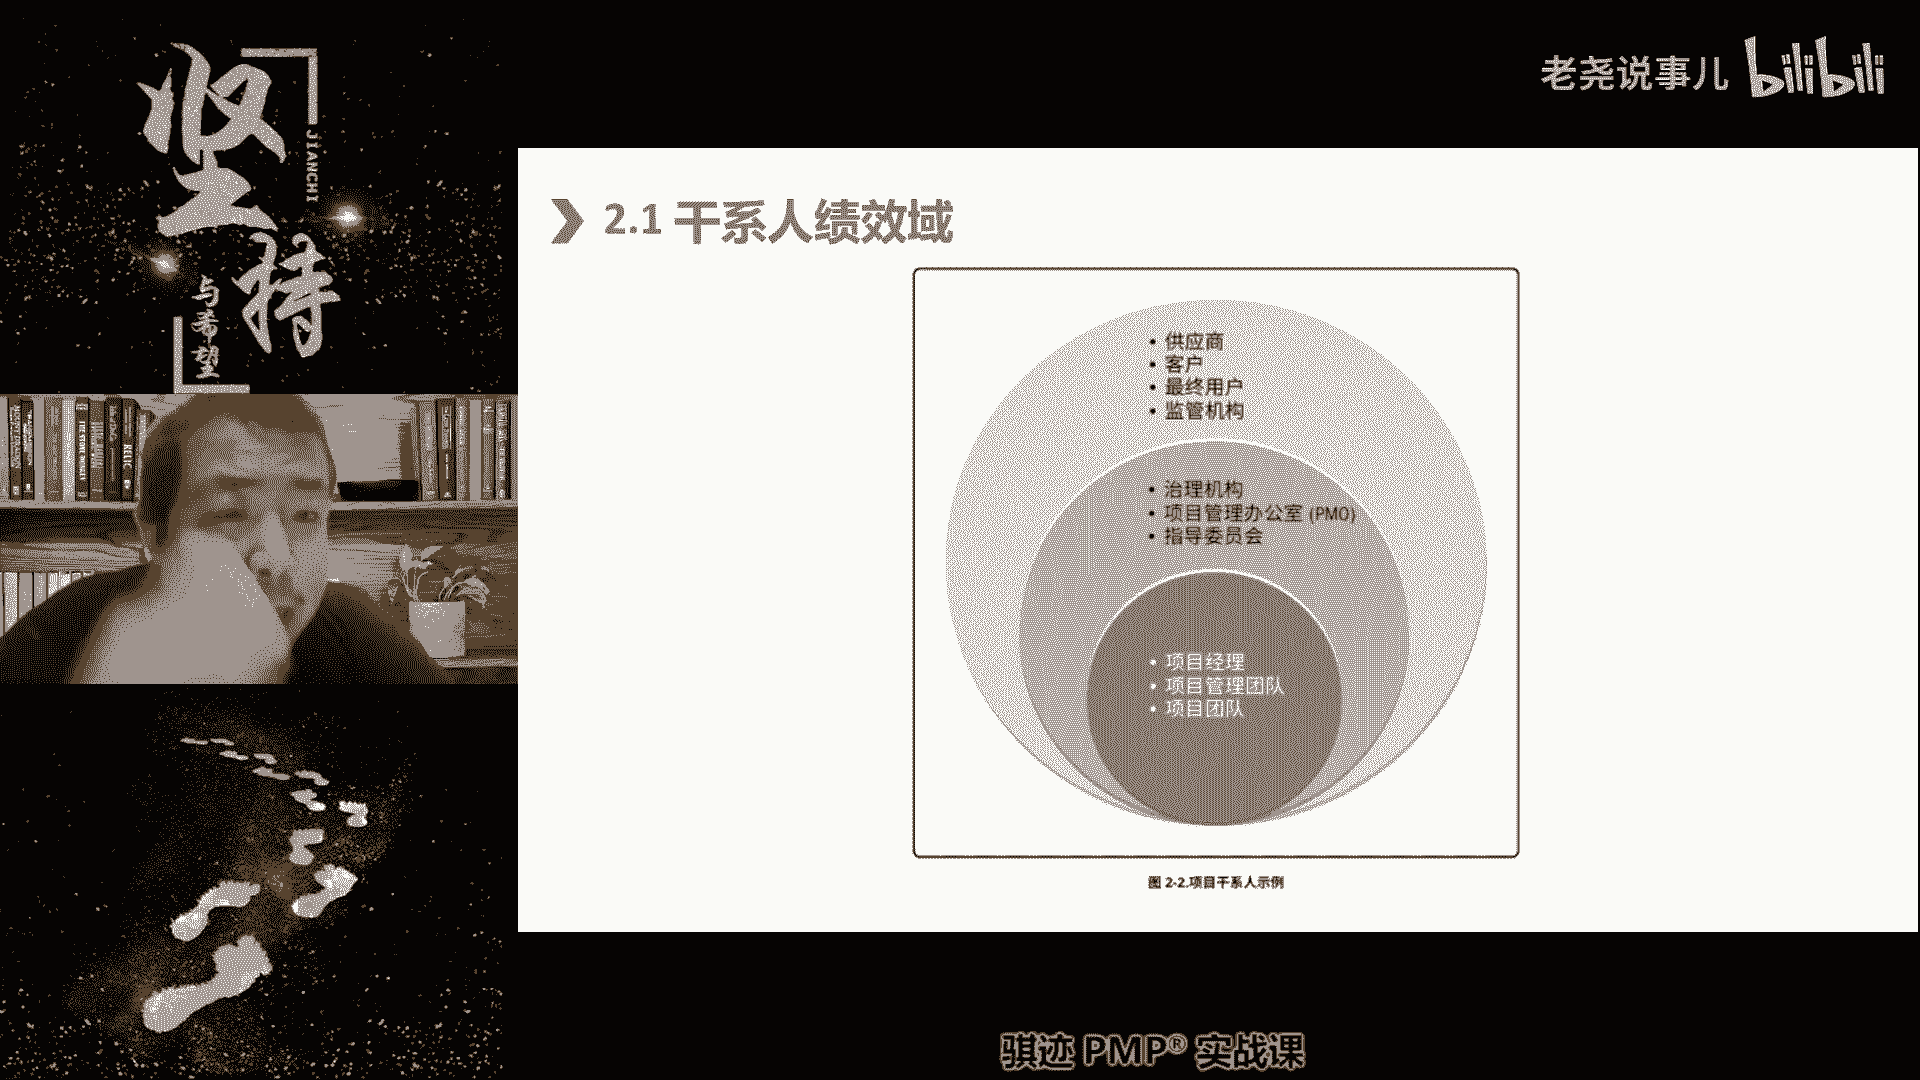 坚持
JIANCHI
与希望
老尧说事儿 bilibili
2.1 干系人绩效域
• 供应商
• 客户
• 最终用户
• 监管机构
• 治理机构
• 项目管理办公室 (PMO)
• 指导委员会
• 项目经理
• 项目管理团队
• 项目团队
图 2-2.项目干系人示例
骐迹 PMP® 实战课